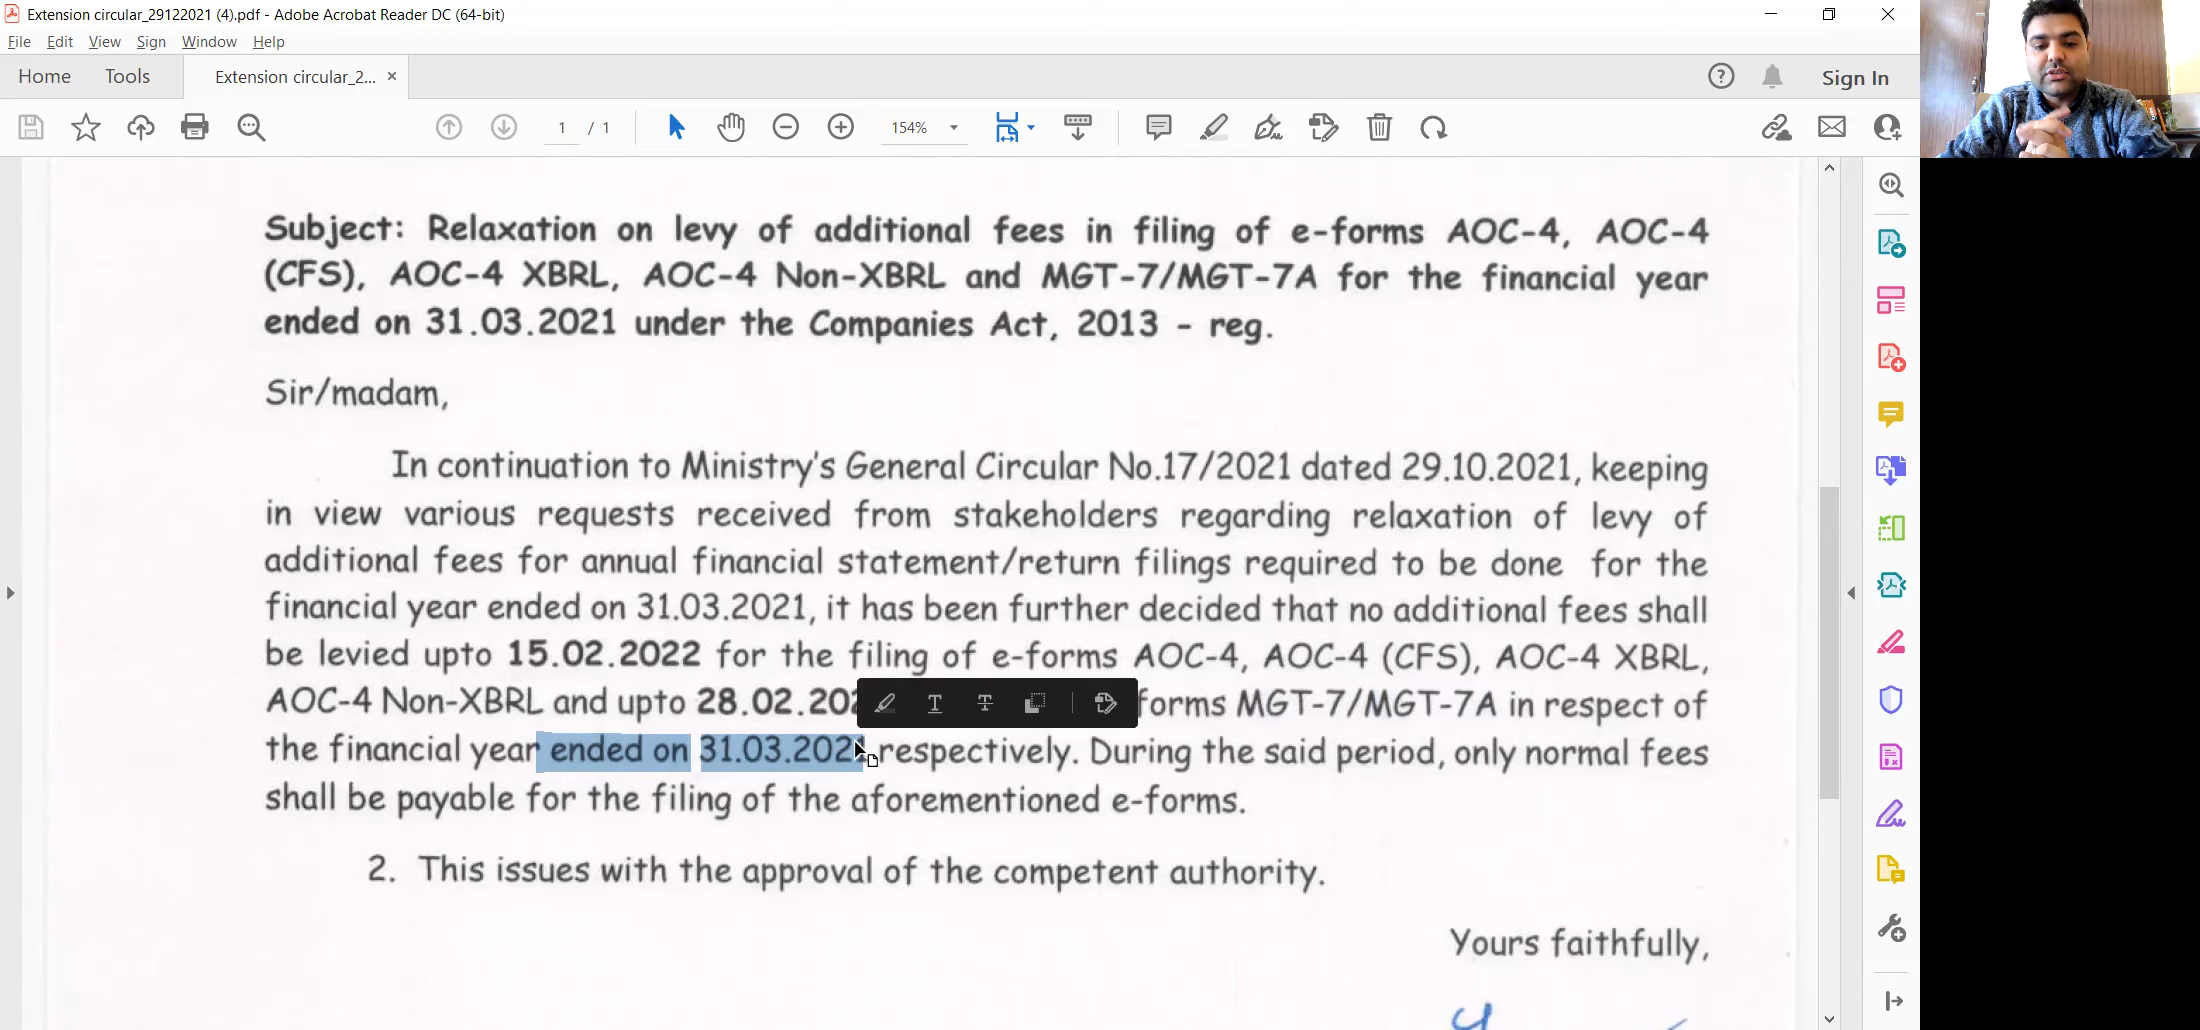 Extension circular_29122021 (4).pdf - Adobe Acrobat Reader DC (64-bit)
File Edit View Sign Window Help
Home Tools Extension circular_2... × Sign In
1 / 1 154%
Subject: Relaxation on levy of additional fees in filing of e-forms AOC-4, AOC-4
(CFS), AOC-4 XBRL, AOC-4 Non-XBRL and MGT-7/MGT-7A for the financial year
ended on 31.03.2021 under the Companies Act, 2013 - reg.
Sir/madam,
In continuation to Ministry's General Circular No.17/2021 dated 29.10.2021, keeping
in view various requests received from stakeholders regarding relaxation of levy of
additional fees for annual financial statement/return filings required to be done for the
financial year ended on 31.03.2021, it has been further decided that no additional fees shall
be levied upto 15.02.2022 for the filing of e-forms AOC-4, AOC-4 (CFS), AOC-4 XBRL,
AOC-4 Non-XBRL and upto 28.02.202 forms MGT-7/MGT-7A in respect of
the financial year ended on 31.03.2021 respectively. During the said period, only normal fees
shall be payable for the filing of the aforementioned e-forms.
2. This issues with the approval of the competent authority.
Yours faithfully,